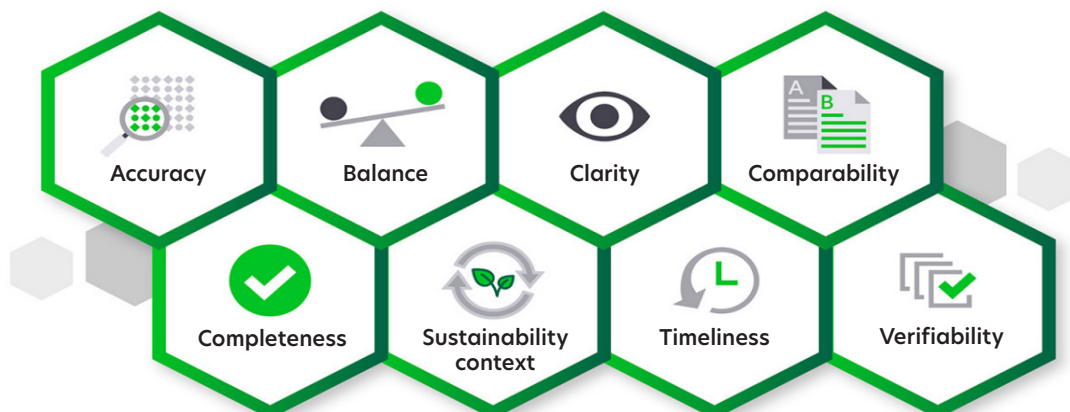 A
B
Accuracy
Balance
Clarity
Comparability
Completeness
Sustainability
context
Timeliness
Verifiability